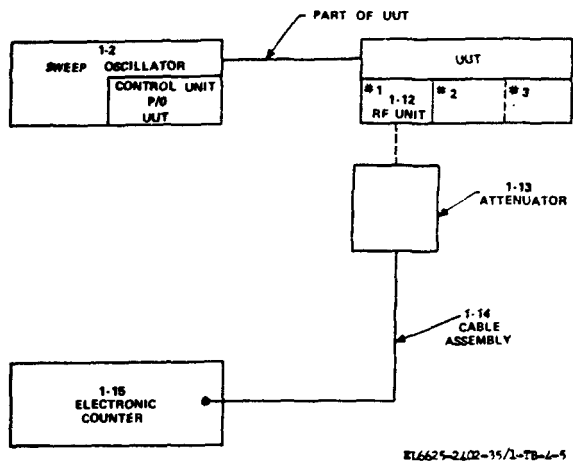 PART OF UUT
1-2
SWEEP OSCILLATOR
CONTROL UNIT
P/O
UUT
UUT
#1
1-12
RF UNIT
#2
#3
1-13
ATTENUATOR
1-14
CABLE
ASSEMBLY
1-15
ELECTRONIC
COUNTER
EL6625-2402-35/1-TB-4-5